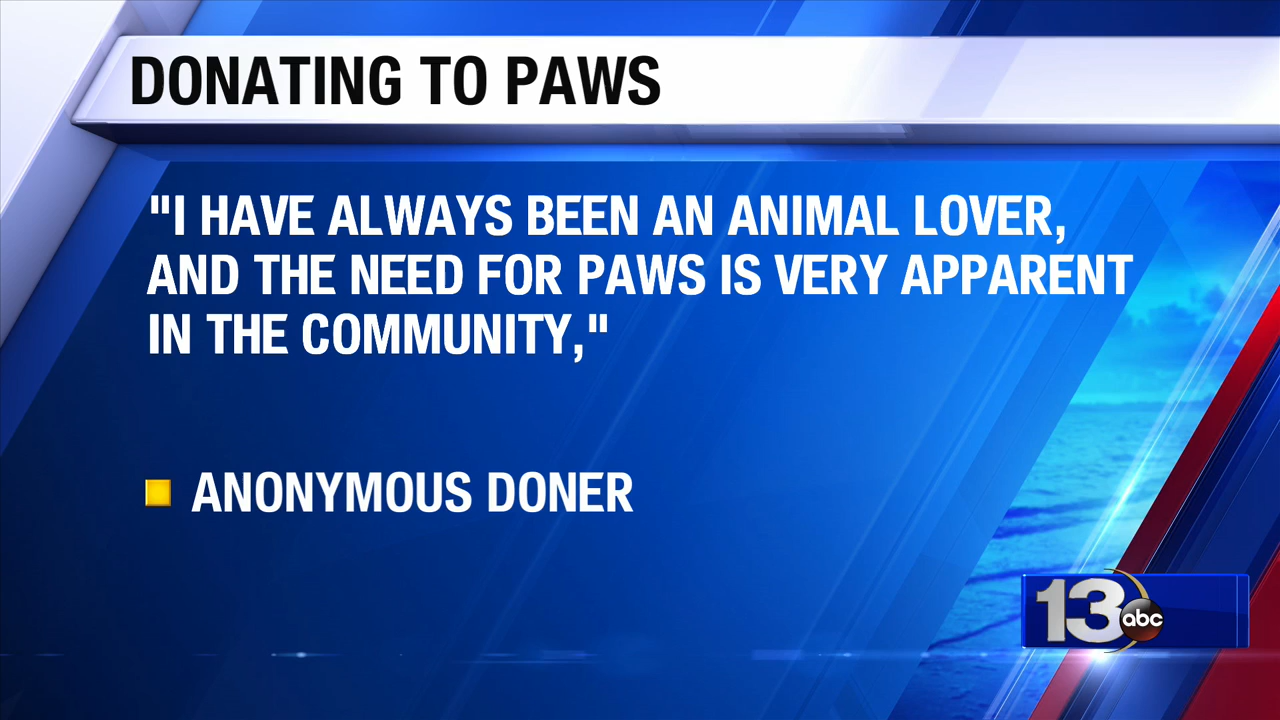 DONATING TO PAWS
"I HAVE ALWAYS BEEN AN ANIMAL LOVER,
AND THE NEED FOR PAWS IS VERY APPARENT
IN THE COMMUNITY,"
ANONYMOUS DONER
13 abc